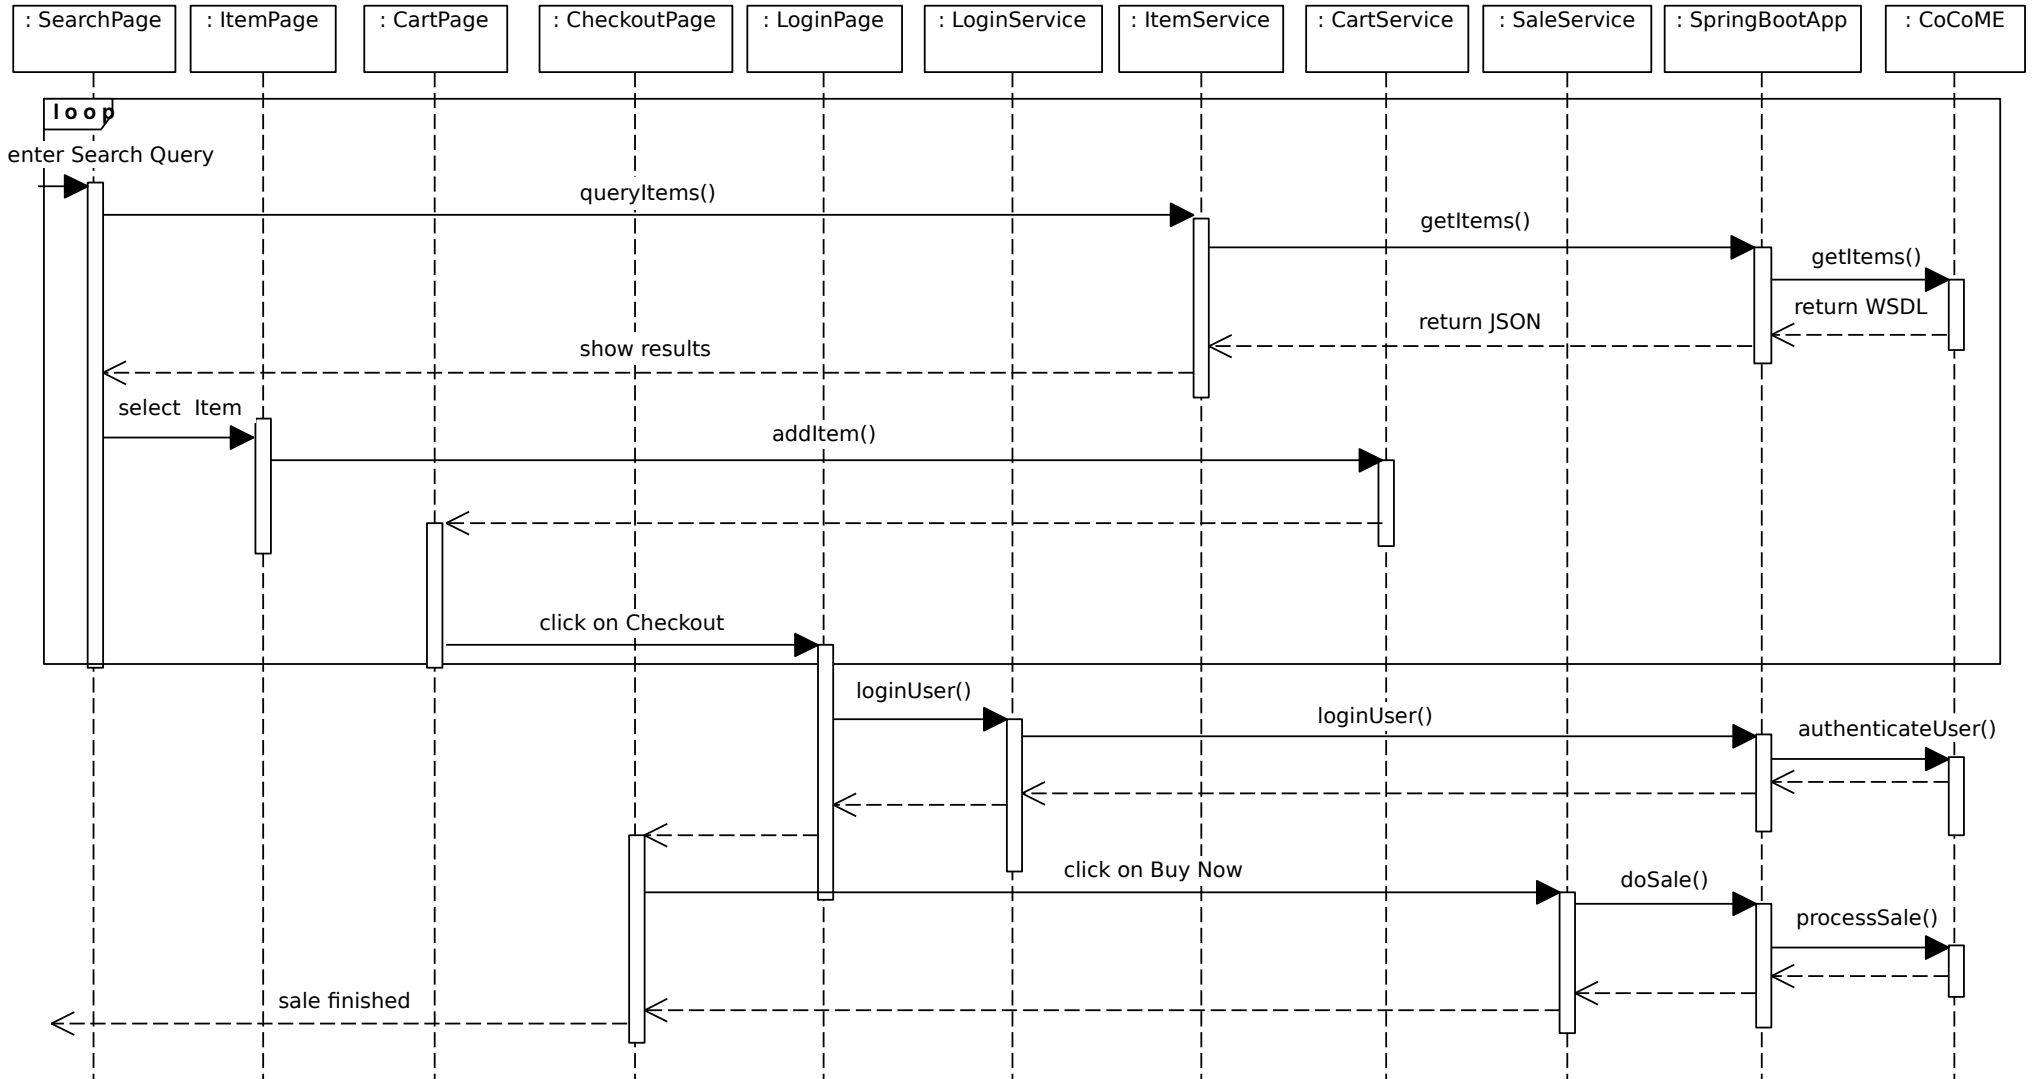 : SearchPage
: ItemPage
: CartPage
: CheckoutPage
: LoginPage
: LoginService
: ItemService
: CartService
: SaleService
: SpringBootApp
: CoCoME
loop
enter Search Query
queryItems()
getItems()
getItems()
return WSDL
return JSON
show results
select Item
addItem()
click on Checkout
loginUser()
loginUser()
authenticateUser()
click on Buy Now
doSale()
processSale()
sale finished